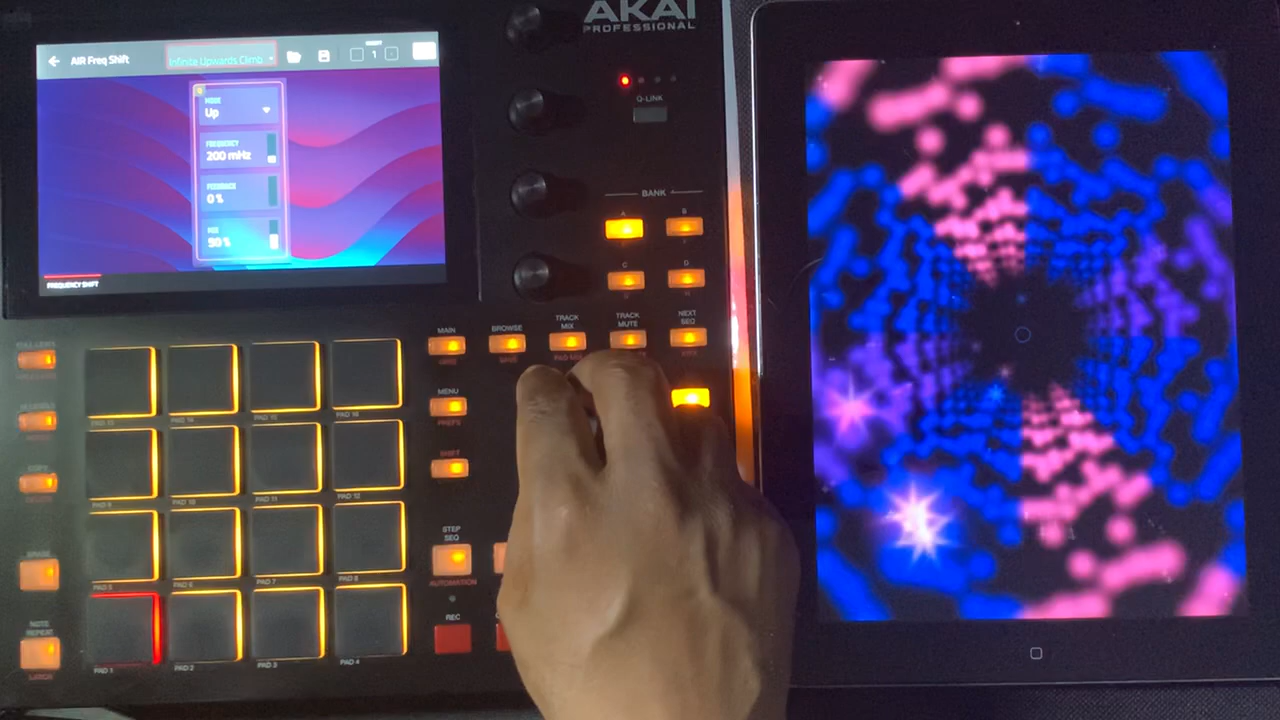 AKAI
PROFESSIONAL
AIR Freq Shift
Infinite Upwards Climb
1
MODE
Up
FREQUENCY
200 mHz
FEEDBACK
0 %
MIX
50 %
FREQUENCY SHIFT
Q-LINK
BANK
A
B
C
D
MAIN
BROWSE
TRACK
MIX
TRACK
MUTE
NEXT
SEQ
MENU
PREFS
SHIFT
STEP
SEQ
AUTOMATION
REC
ERASE
NOTE
REPEAT
LATCH
PAD 13
PAD 14
PAD 15
PAD 16
PAD 9
PAD 10
PAD 11
PAD 12
PAD 5
PAD 6
PAD 7
PAD 8
PAD 1
PAD 2
PAD 3
PAD 4